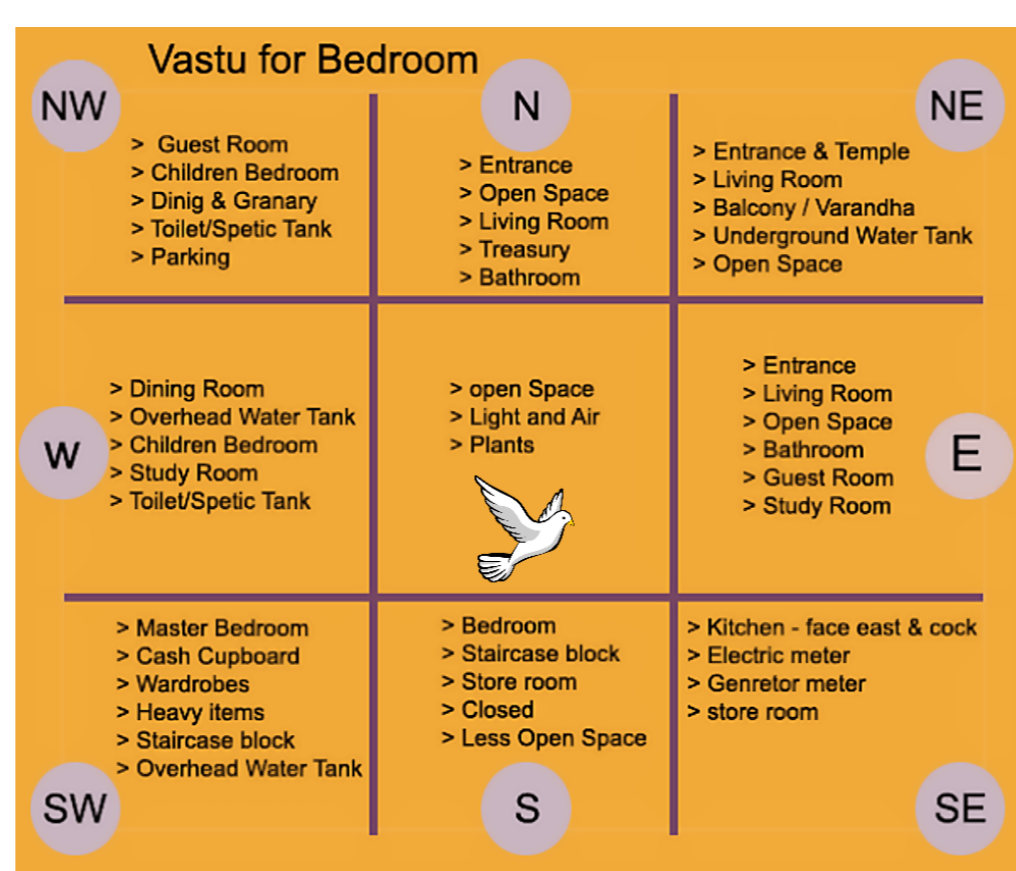 Vastu for Bedroom
NW
> Guest Room
> Children Bedroom
> Dinig & Granary
> Toilet/Spetic Tank
> Parking
N
> Entrance
> Open Space
> Living Room
> Treasury
> Bathroom
NE
> Entrance & Temple
> Living Room
> Balcony / Varandha
> Underground Water Tank
> Open Space
W
> Dining Room
> Overhead Water Tank
> Children Bedroom
> Study Room
> Toilet/Spetic Tank
> open Space
> Light and Air
> Plants
E
> Entrance
> Living Room
> Open Space
> Bathroom
> Guest Room
> Study Room
> Master Bedroom
> Cash Cupboard
> Wardrobes
> Heavy items
> Staircase block
> Overhead Water Tank
SW
> Bedroom
> Staircase block
> Store room
> Closed
> Less Open Space
S
> Kitchen - face east & cock
> Electric meter
> Genretor meter
> store room
SE